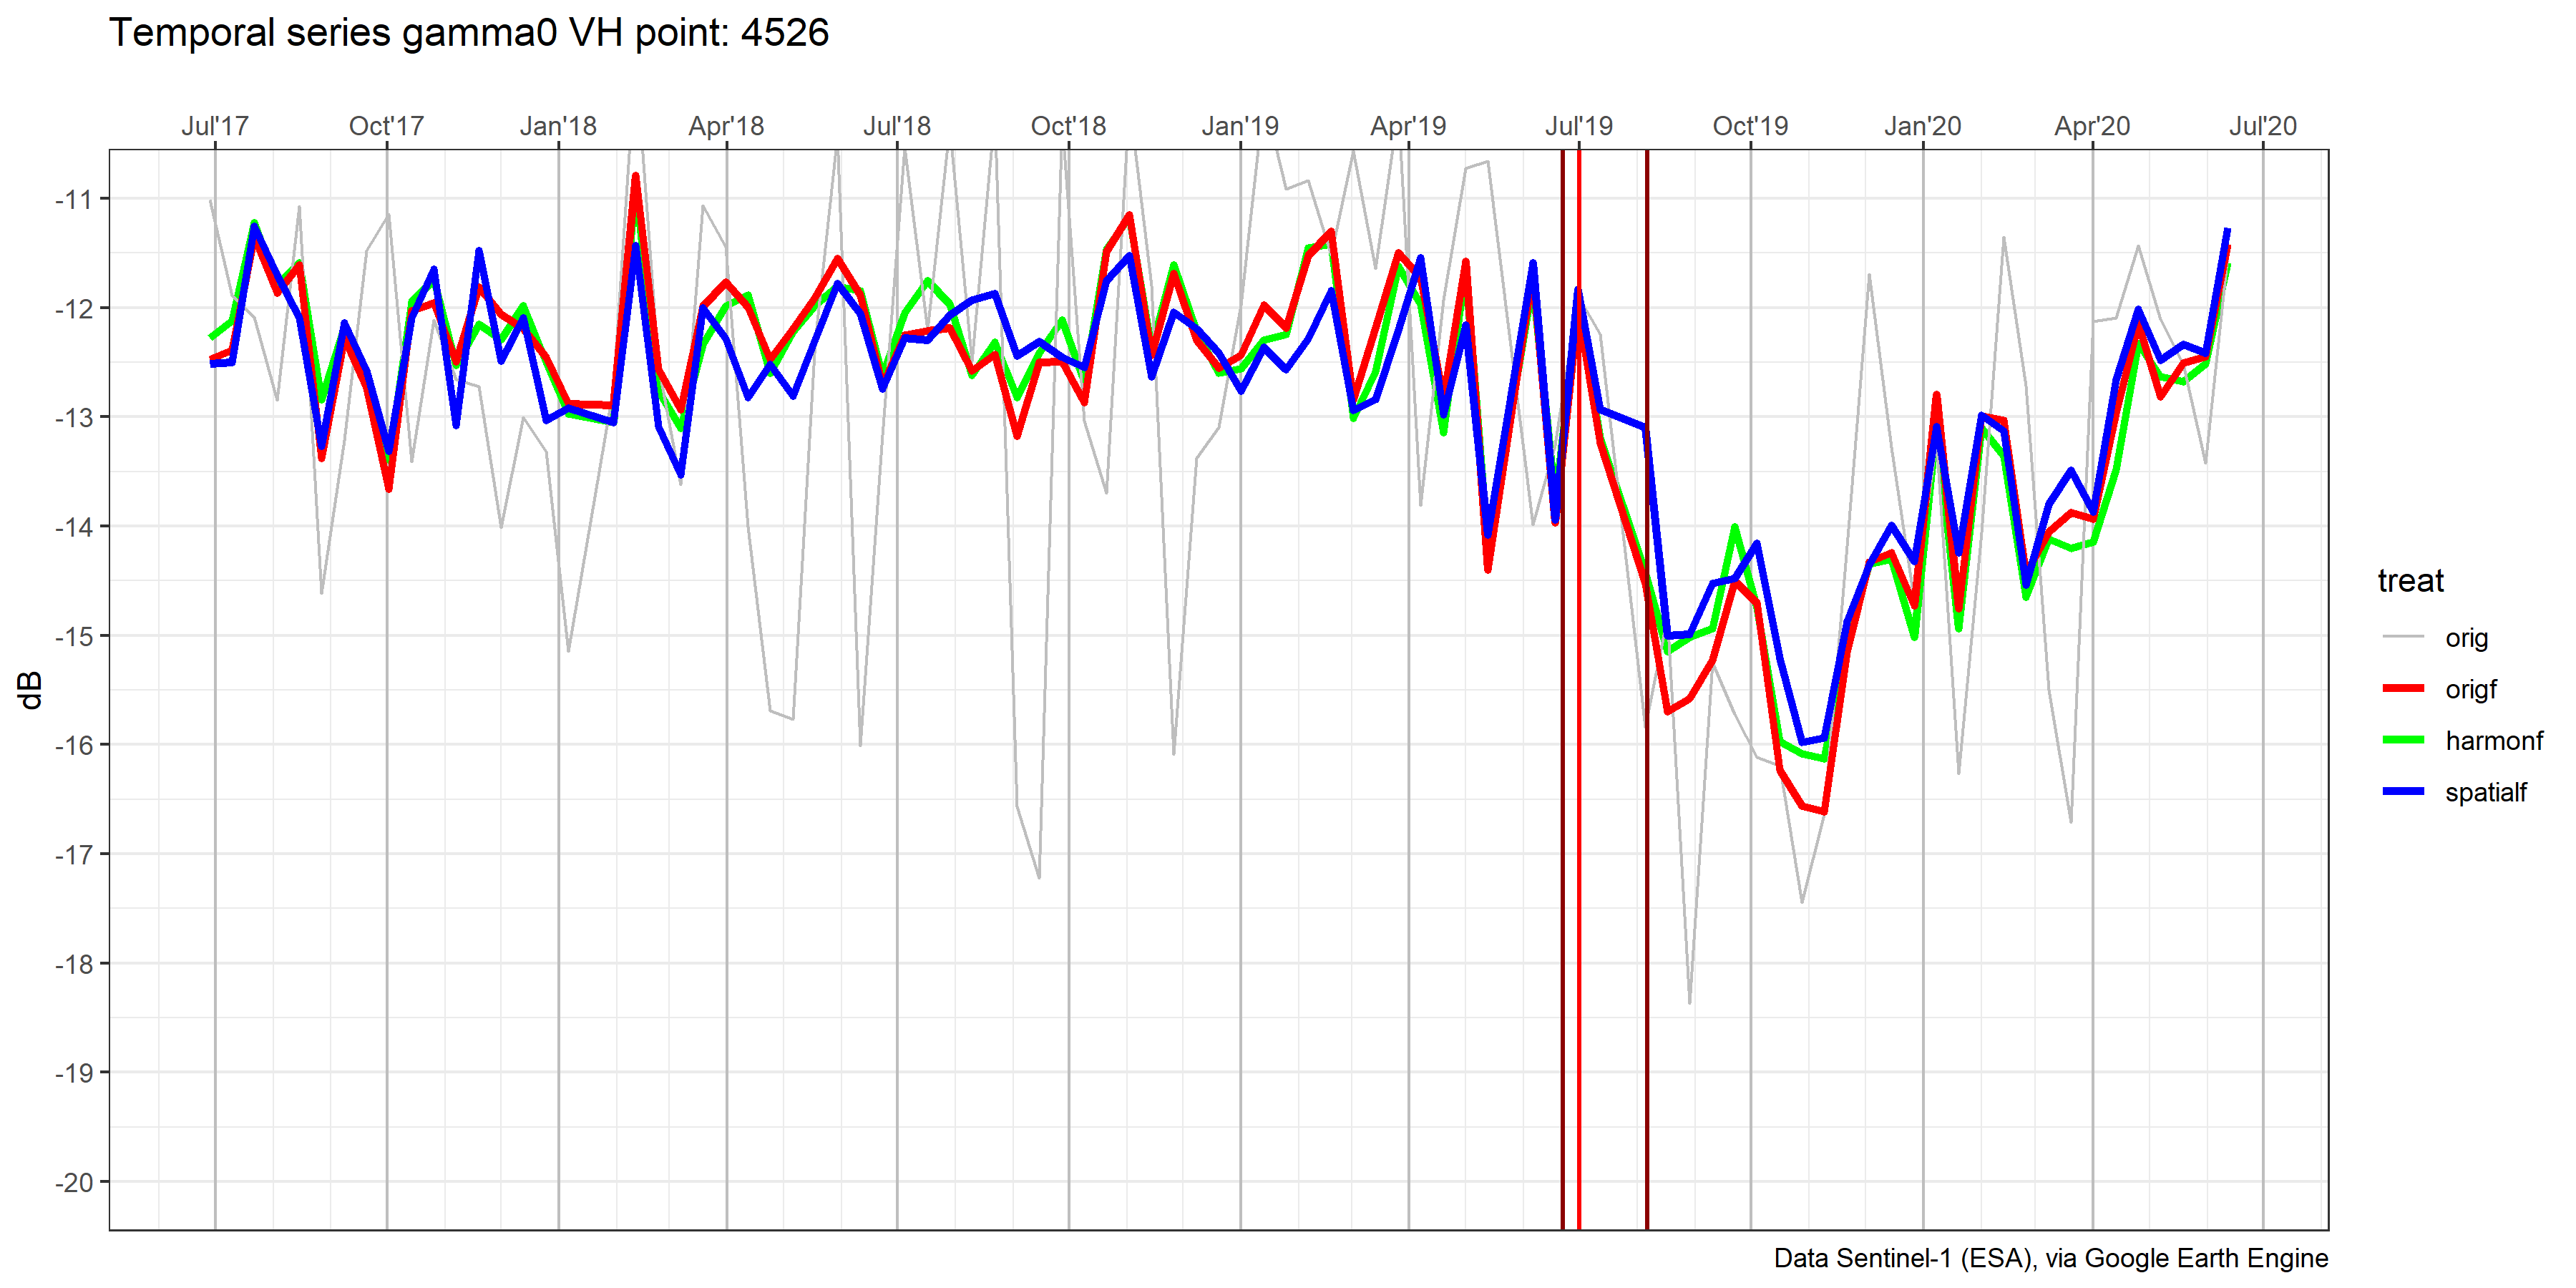 Temporal series gamma0 VH point: 4526
Jul'17 Oct'17 Jan'18 Apr'18 Jul'18 Oct'18 Jan'19 Apr'19 Jul'19 Oct'19 Jan'20 Apr'20 Jul'20
-11
-12
-13
-14
-15
-16
-17
-18
-19
-20
dB
treat
orig
origf
harmonf
spatialf
Data Sentinel-1 (ESA), via Google Earth Engine